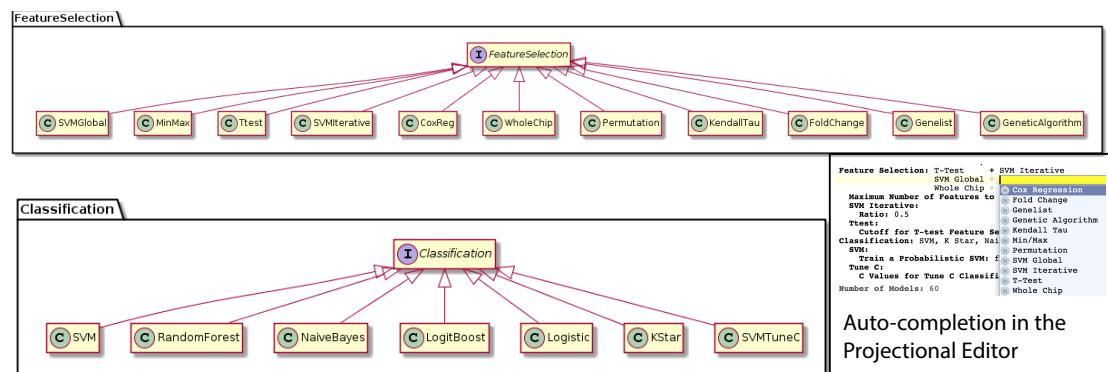 FeatureSelection
I FeatureSelection
C SVMGlobal C MinMax C Ttest C SVMIterative C CoxReg C WholeChip C Permutation C KendallTau C FoldChange C Genelist C GeneticAlgorithm
Classification
I Classification
C SVM C RandomForest C NaiveBayes C LogitBoost C Logistic C KStar C SVMTuneC
Feature Selection: T-Test + SVM Iterative
SVM Global +
Whole Chip +
Maximum Number of Features to
SVM Iterative:
Ratio: 0.5
Ttest:
Cutoff for T-test Feature Se
Classification: SVM, K Star, Nai
SVM:
Train a Probabilistic SVM: f
Tune C:
C Values for Tune C Classifi
Number of Models: 60
N Cox Regression
N Fold Change
N Genelist
N Genetic Algorithm
N Kendall Tau
N Min/Max
N Permutation
N SVM Global
N SVM Iterative
N T-Test
N Whole Chip
Auto-completion in the
Projectional Editor